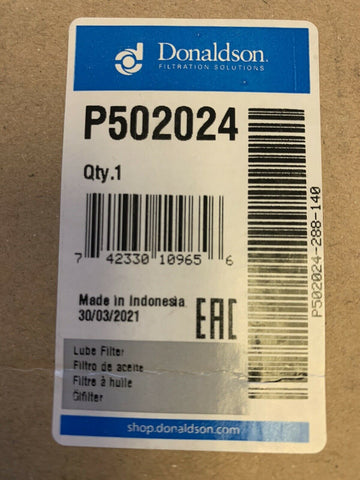 Donaldson.
FILTRATION SOLUTIONS
P502024
Qty.1
7 42330 10965 6
P502024-288-140
Made in Indonesia
30/03/2021
EAC
Lube Filter
Filtro de aceite
Filtre à huile
Ölfilter
shop.donaldson.com